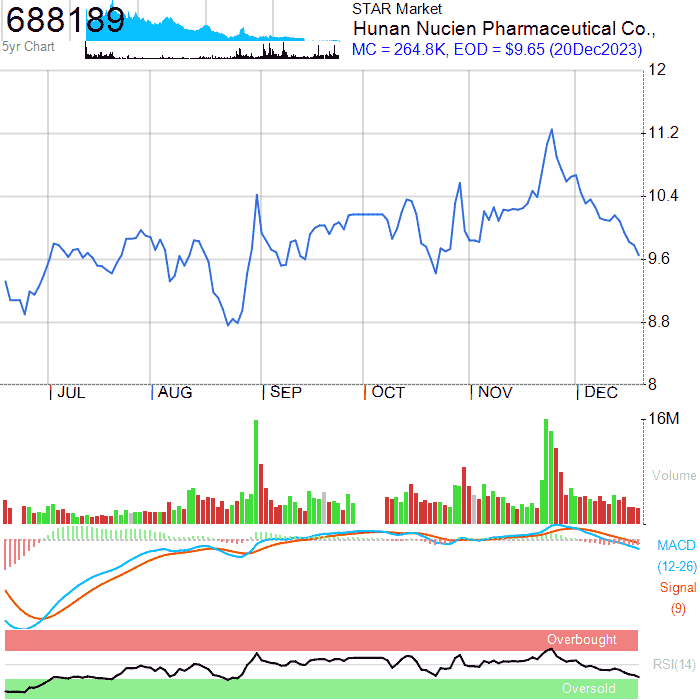 688189
5yr Chart
STAR Market
Hunan Nucien Pharmaceutical Co.,
MC = 264.8K, EOD = $9.65 (20Dec2023)
12
11.2
10.4
9.6
8.8
8
JUL AUG SEP OCT NOV DEC
16M
Volume
MACD
(12-26)
Signal
(9)
Overbought
RSI(14)
Oversold